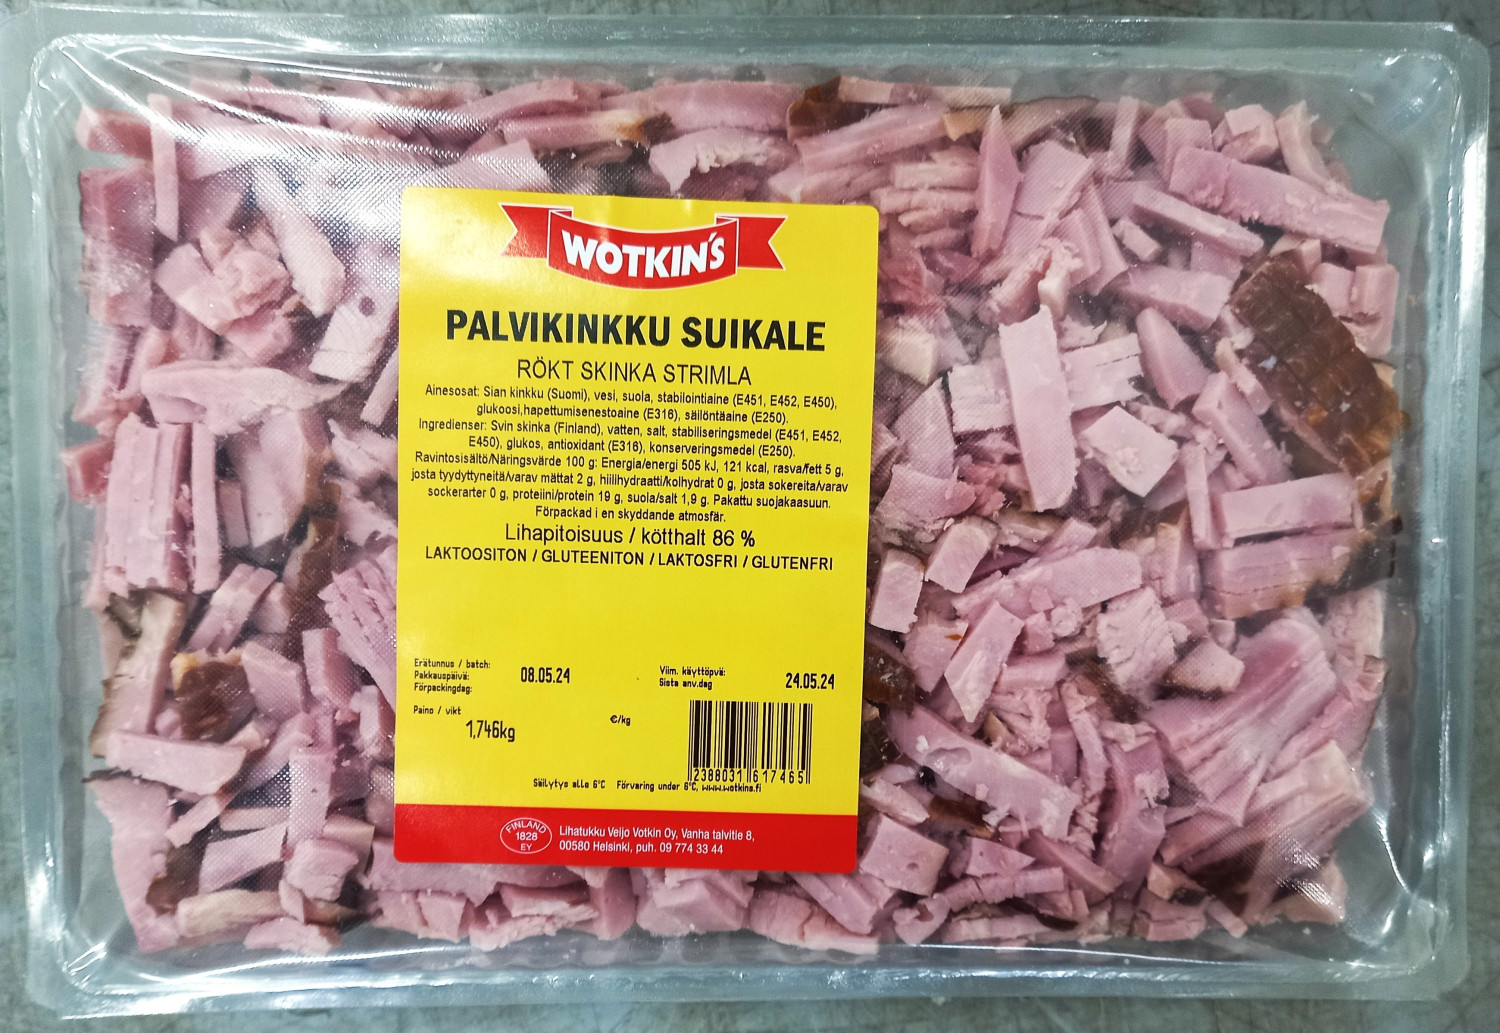 WOTKIN'S
PALVIKINKKU SUIKALE
RÖKT SKINKA STRIMLA
Ainesosat: Sian kinkku (Suomi), vesi, suola, stabilointiaine (E451, E452, E450),
glukoosi,hapettumisenestoaine (E316), säilöntäaine (E250).
Ingredienser: Svin skinka (Finland), vatten, salt, stabiliseringsmedel (E451, E452,
E450), glukos, antioxidant (E316), konserveringsmedel (E250).
Ravintosisältö/Näringsvärde 100 g: Energia/energi 505 kJ, 121 kcal, rasva/fett 5 g,
josta tyydyttyneitä/varav mättat 2 g, hiilihydraatti/kolhydrat 0 g, josta sokereita/varav
sockerarter 0 g, proteiini/protein 19 g, suola/salt 1,9 g. Pakattu suojakaasuun.
Förpackad i en skyddande atmosfär.
Lihapitoisuus / kötthalt 86 %
LAKTOOSITON / GLUTEENITON / LAKTOSFRI / GLUTENFRI
Erätunnus / batch:
Pakkauspäivä: 08.05.24
Förpackingdag:
Viim. käyttöpvä: 24.05.24
Sista anv.dag
Paino / vikt
1,746kg
€/kg
2388031 617465
Säilytys alle 6°C Förvaring under 6°C, www.wotkins.fi
FINLAND
1828
EY
Lihatukku Veijo Votkin Oy, Vanha talvitie 8,
00580 Helsinki, puh. 09 774 33 44